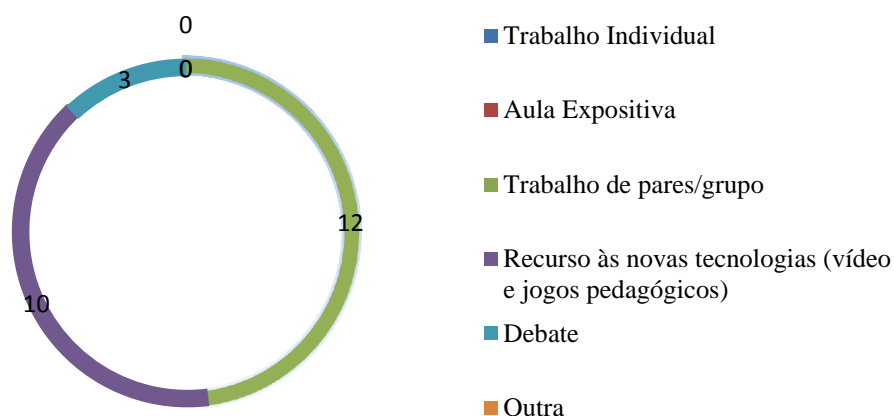 0
0
3
12
10
Trabalho Individual
Aula Expositiva
Trabalho de pares/grupo
Recurso às novas tecnologias (vídeo
e jogos pedagógicos)
Debate
Outra